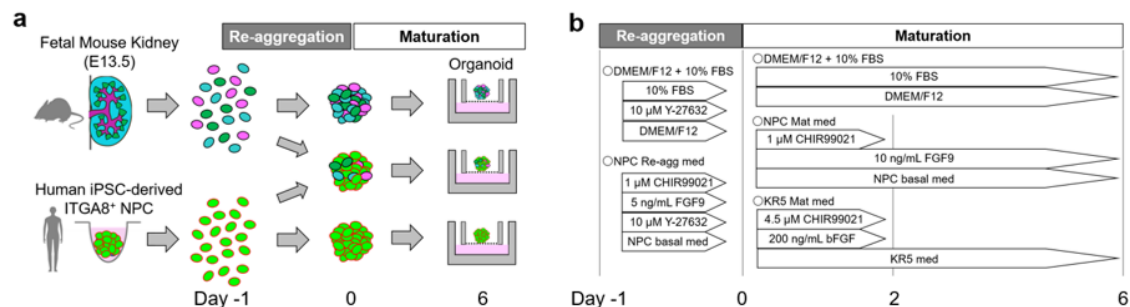 a
Re-aggregation
Maturation
Fetal Mouse Kidney
(E13.5)
Organoid
Human iPSC-derived
ITGA8⁺ NPC
Day -1
0
6
b
Re-aggregation
Maturation
○DMEM/F12 + 10% FBS
10% FBS
10 µM Y-27632
DMEM/F12
○NPC Re-agg med
1 µM CHIR99021
5 ng/mL FGF9
10 µM Y-27632
NPC basal med
○DMEM/F12 + 10% FBS
10% FBS
DMEM/F12
○NPC Mat med
1 µM CHIR99021
10 ng/mL FGF9
NPC basal med
○KR5 Mat med
4.5 µM CHIR99021
200 ng/mL bFGF
KR5 med
Day -1
0
2
6